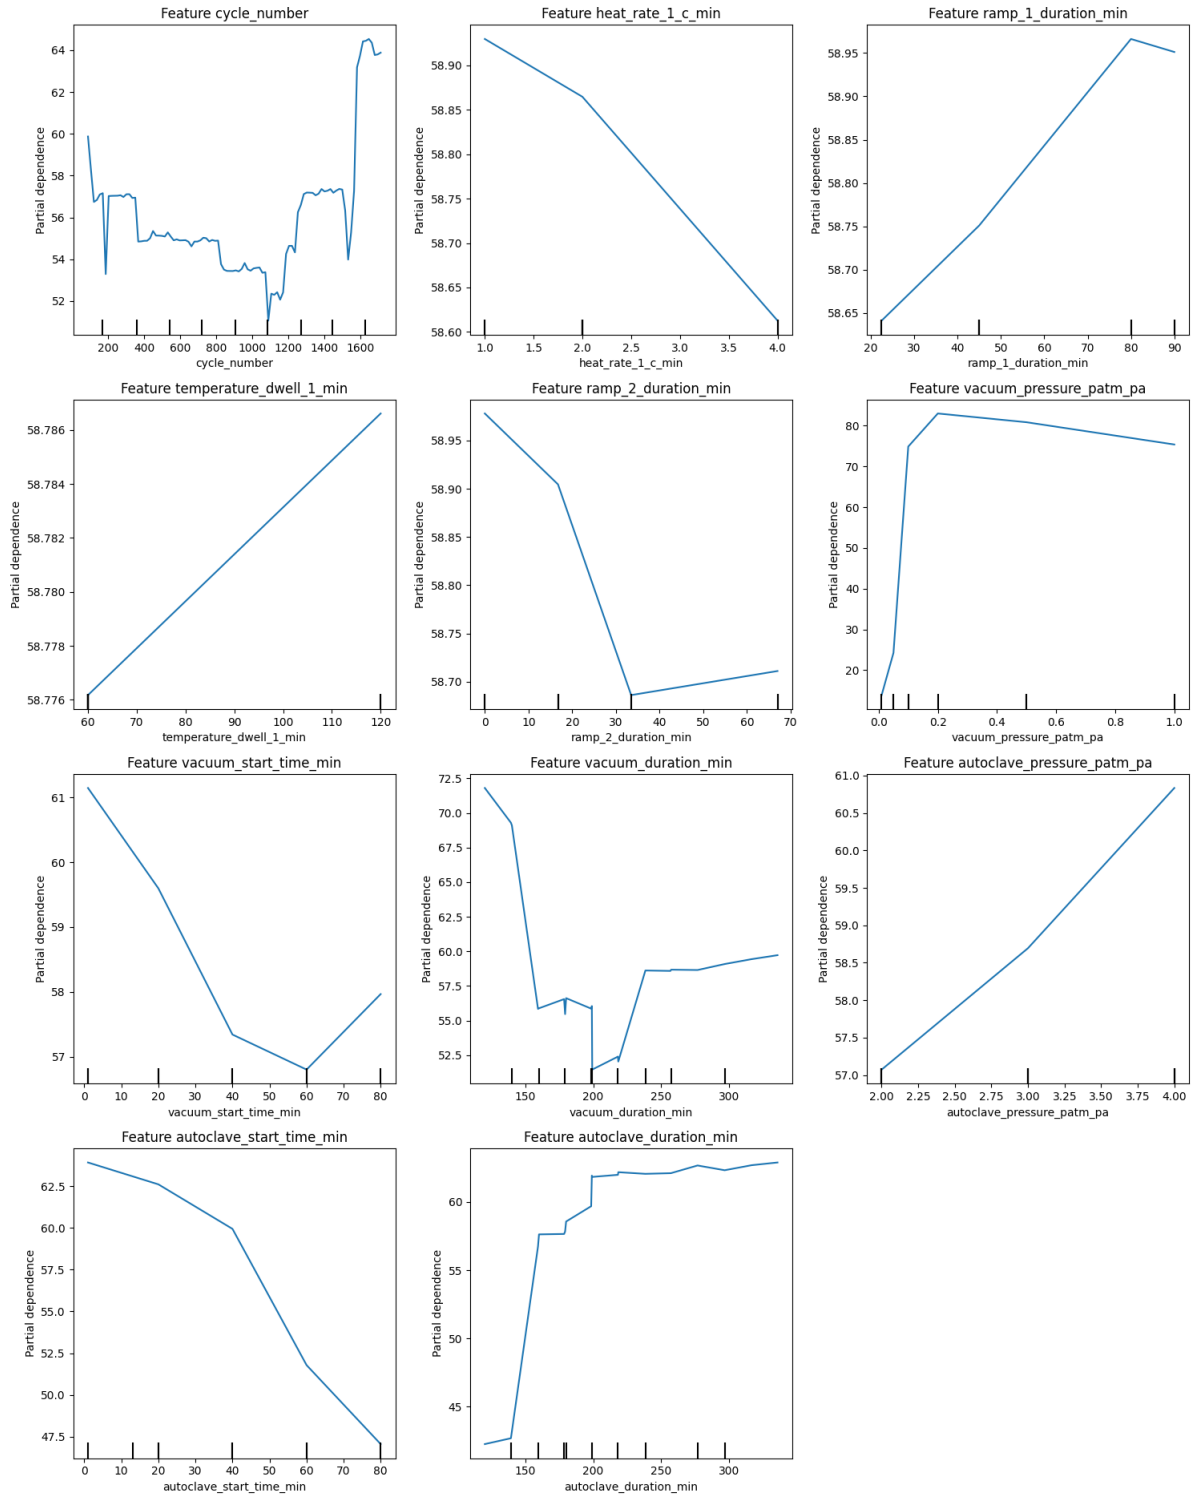 Feature cycle_number
64
62
60
58
56
54
52
Partial dependence
200 400 600 800 1000 1200 1400 1600
cycle_number
Feature heat_rate_1_c_min
58.90
58.85
58.80
58.75
58.70
58.65
58.60
Partial dependence
1.0 1.5 2.0 2.5 3.0 3.5 4.0
heat_rate_1_c_min
Feature ramp_1_duration_min
58.95
58.90
58.85
58.80
58.75
58.70
58.65
Partial dependence
20 30 40 50 60 70 80 90
ramp_1_duration_min
Feature temperature_dwell_1_min
58.786
58.784
58.782
58.780
58.778
58.776
Partial dependence
60 70 80 90 100 110 120
temperature_dwell_1_min
Feature ramp_2_duration_min
58.95
58.90
58.85
58.80
58.75
58.70
Partial dependence
0 10 20 30 40 50 60 70
ramp_2_duration_min
Feature vacuum_pressure_patm_pa
80
70
60
50
40
30
20
Partial dependence
0.0 0.2 0.4 0.6 0.8 1.0
vacuum_pressure_patm_pa
Feature vacuum_start_time_min
61
60
59
58
57
Partial dependence
0 10 20 30 40 50 60 70 80
vacuum_start_time_min
Feature vacuum_duration_min
72.5
70.0
67.5
65.0
62.5
60.0
57.5
55.0
52.5
Partial dependence
150 200 250 300
vacuum_duration_min
Feature autoclave_pressure_patm_pa
61.0
60.5
60.0
59.5
59.0
58.5
58.0
57.5
57.0
Partial dependence
2.00 2.25 2.50 2.75 3.00 3.25 3.50 3.75 4.00
autoclave_pressure_patm_pa
Feature autoclave_start_time_min
62.5
60.0
57.5
55.0
52.5
50.0
47.5
Partial dependence
0 10 20 30 40 50 60 70 80
autoclave_start_time_min
Feature autoclave_duration_min
60
55
50
45
Partial dependence
150 200 250 300
autoclave_duration_min